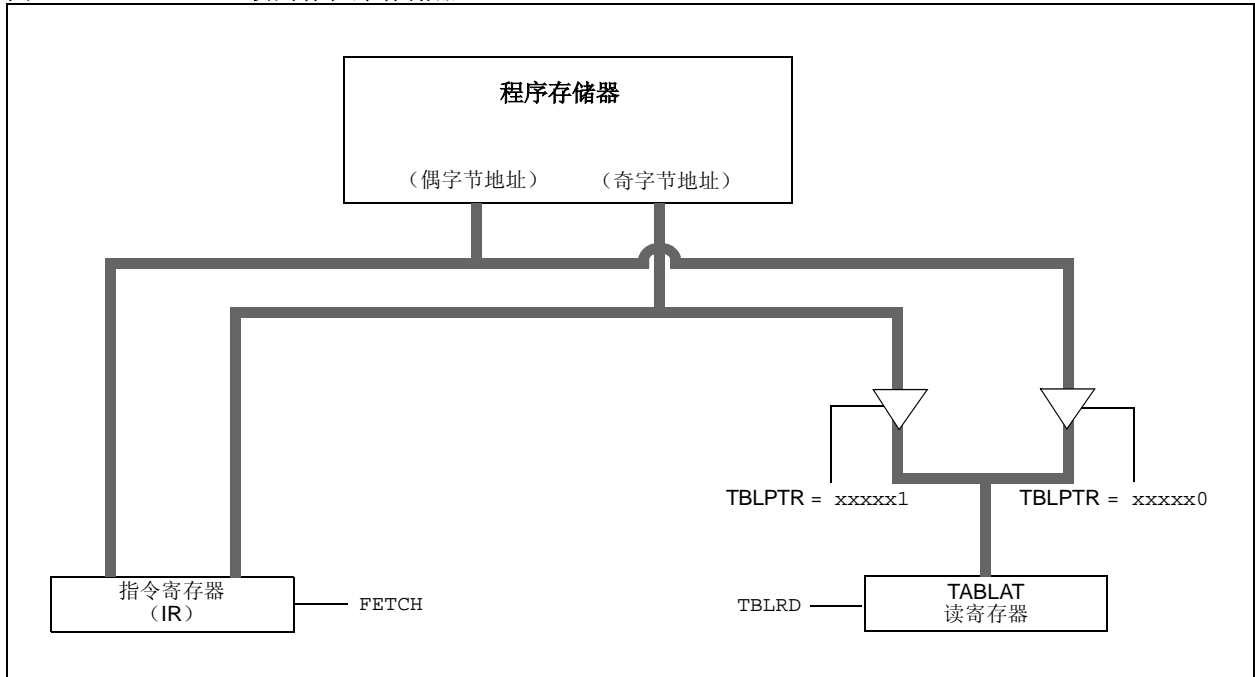 程序存储器
（偶字节地址） （奇字节地址）
TBLPTR = xxxxx1
TBLPTR = xxxxx0
指令寄存器
（IR）
FETCH
TBLRD
TABLAT
读寄存器